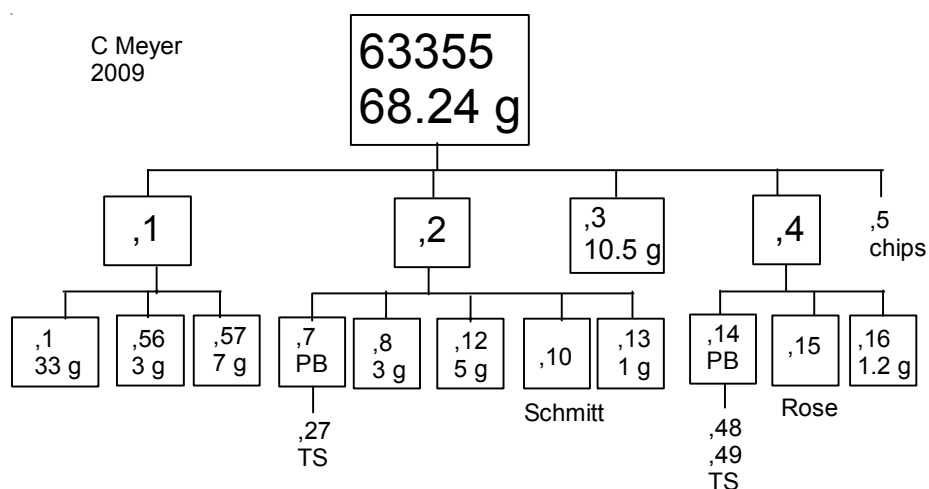 C Meyer
2009
63355
68.24 g
,1
,2
,3
10.5 g
,4
,5
chips
,1
33 g
,56
3 g
,57
7 g
,7
PB
,8
3 g
,12
5 g
,10
,13
1 g
,14
PB
,15
,16
1.2 g
Schmitt
Rose
,27
TS
,48
,49
TS